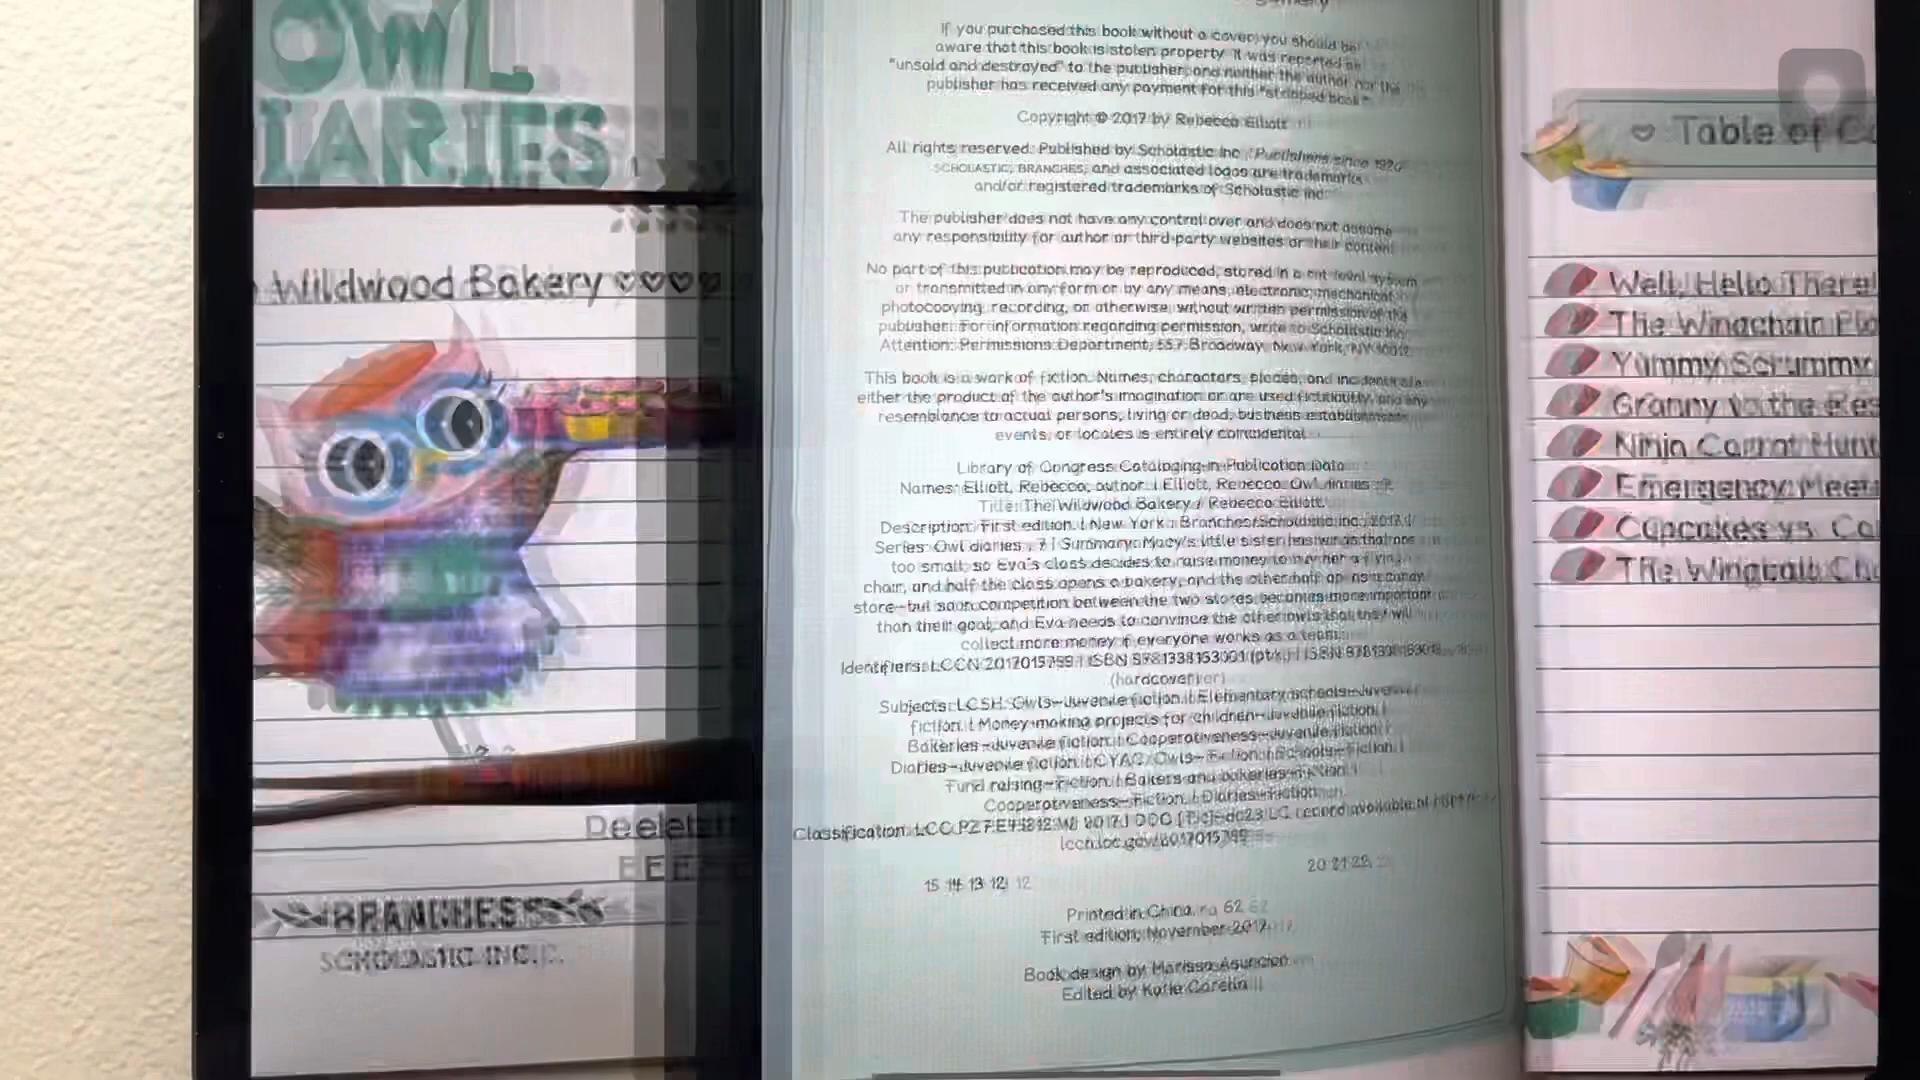 OWL
DIARIES
Wildwood Bakery
BRANCHES
SCHOLASTIC INC.
If you purchased this book without a cover, you should be
aware that this book is stolen property. It was reported as
"unsold and destroyed" to the publisher, and neither the author nor the
publisher has received any payment for this "stripped book."
Copyright © 2017 by Rebecca Elliott
All rights reserved. Published by Scholastic Inc., Publishers since 1920.
SCHOLASTIC, BRANCHES, and associated logos are trademarks
and/or registered trademarks of Scholastic Inc.
The publisher does not have any control over and does not assume
any responsibility for author or third-party websites or their content.
No part of this publication may be reproduced, stored in a retrieval system
or transmitted in any form or by any means, electronic, mechanical,
photocopying, recording, or otherwise, without written permission of the
publisher. For information regarding permission, write to Scholastic Inc.,
Attention: Permissions Department, 557 Broadway, New York, NY 10012.
This book is a work of fiction. Names, characters, places, and incidents are
either the product of the author's imagination or are used fictitiously, and any
resemblance to actual persons, living or dead, business establishments,
events, or locales is entirely coincidental.
Library of Congress Cataloging-in-Publication Data
Names: Elliott, Rebecca, author. | Elliott, Rebecca. Owl diaries
Title: The Wildwood Bakery / Rebecca Elliott.
Description: First edition. | New York : Branches/Scholastic Inc., 2017. |
Series: Owl diaries ; 7 | Summary: Macy's little sister has wings that are
too small, so Eva's class decides to raise money to buy her a flying
chair, and half the class opens a bakery, and the other half
store—but soon competition between the two stores becomes more important
than their goal, and Eva needs to convince the other owls that they will
collect more money if everyone works as a team.
Identifiers: LCCN 2017015799 | ISBN 9781338163001 (pbk.) | ISBN
(hardcover)
Subjects: LCSH: Owls—Juvenile fiction. | Elementary schools—Juvenile
fiction. | Money-making projects for children—Juvenile fiction. |
Bakeries—Juvenile fiction. | Cooperativeness—Juvenile fiction. |
Diaries—Juvenile fiction. | CYAC: Owls—Fiction. | Schools—Fiction. |
Fund raising—Fiction. | Bakers and bakeries—Fiction. |
Cooperativeness—Fiction. | Diaries—Fiction.
Classification: LCC 2017 | DDC [Fic]—dc23 LC record available at
lccn.loc.gov/2017015799
20 21 22
15 14 13 12
Printed in China 62
First edition, November 2017
Book design by Marissa Asuncion
Edited by Katie Carella
Table of
Well, Hello There!
The Wingchair
Yummy Scrummy
Granny to the
Ninja Carrot Hunt
Emergency
Cupcakes vs.
The Wingball